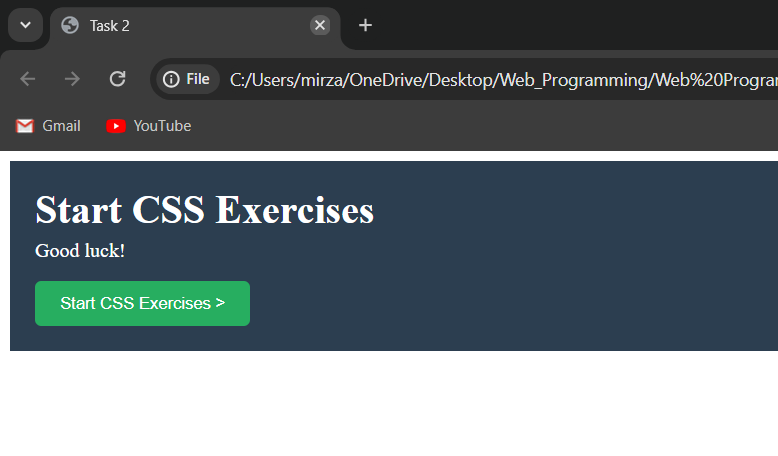 Task 2
File C:/Users/mirza/OneDrive/Desktop/Web_Programming/Web%20Progra
Gmail YouTube
Start CSS Exercises
Good luck!
Start CSS Exercises >